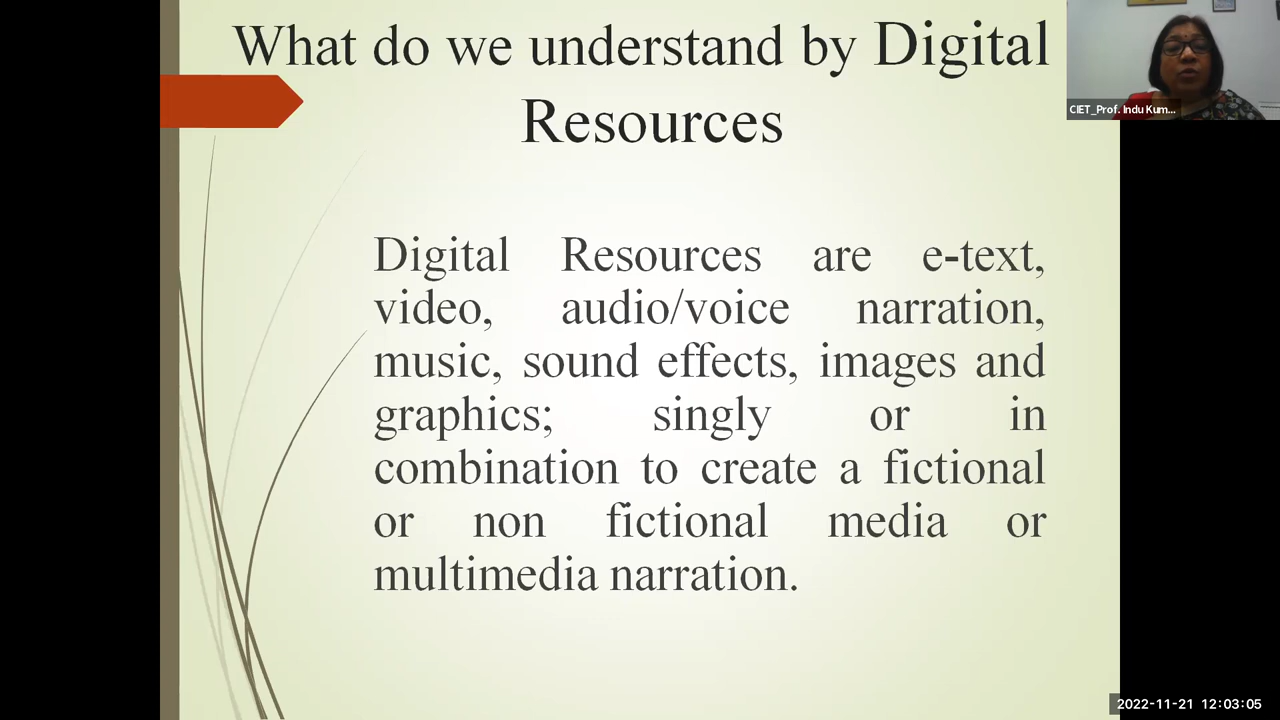 What do we understand by Digital
Resources
CIET_Prof. Indu Kum...
Digital Resources are e-text,
video, audio/voice narration,
music, sound effects, images and
graphics; singly or in
combination to create a fictional
or non fictional media or
multimedia narration.
2022-11-21 12:03:05